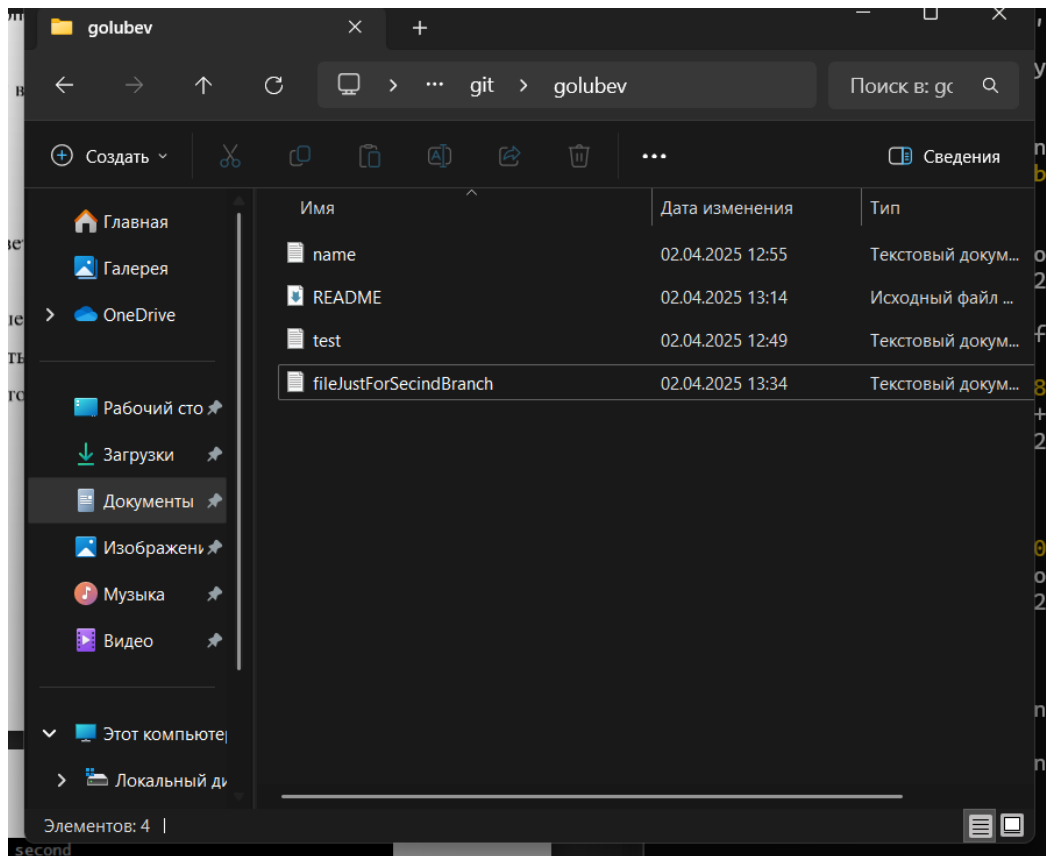 golubev
git golubev Поиск в: gc
Создать Сведения
Имя Дата изменения Тип
Главная
Галерея
OneDrive
Рабочий сто
Загрузки
Документы
Изображени
Музыка
Видео
Этот компьютер
Локальный ди
name 02.04.2025 12:55 Текстовый докум...
README 02.04.2025 13:14 Исходный файл ...
test 02.04.2025 12:49 Текстовый докум...
fileJustForSecindBranch 02.04.2025 13:34 Текстовый докум...
Элементов: 4
second